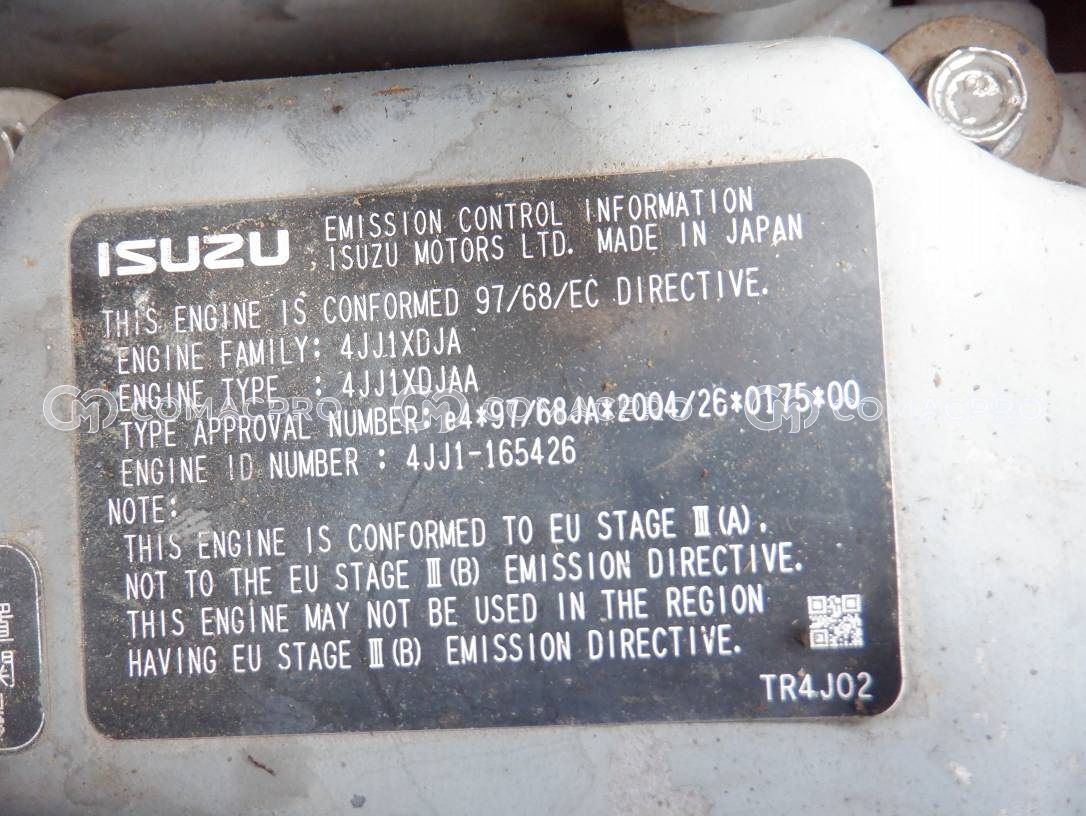 ISUZU
EMISSION CONTROL INFORMATION
ISUZU MOTORS LTD. MADE IN JAPAN
THIS ENGINE IS CONFORMED 97/68/EC DIRECTIVE.
ENGINE FAMILY: 4JJ1XDJA
ENGINE TYPE : 4JJ1XDJAA
TYPE APPROVAL NUMBER: e4*97/68JA*2004/26*0175*00
ENGINE ID NUMBER : 4JJ1-165426
NOTE:
THIS ENGINE IS CONFORMED TO EU STAGE Ⅲ(A).
NOT TO THE EU STAGE Ⅲ(B) EMISSION DIRECTIVE.
THIS ENGINE MAY NOT BE USED IN THE REGION
HAVING EU STAGE Ⅲ(B) EMISSION DIRECTIVE.
TR4J02
COMACPRO COMACPRO COMACPRO